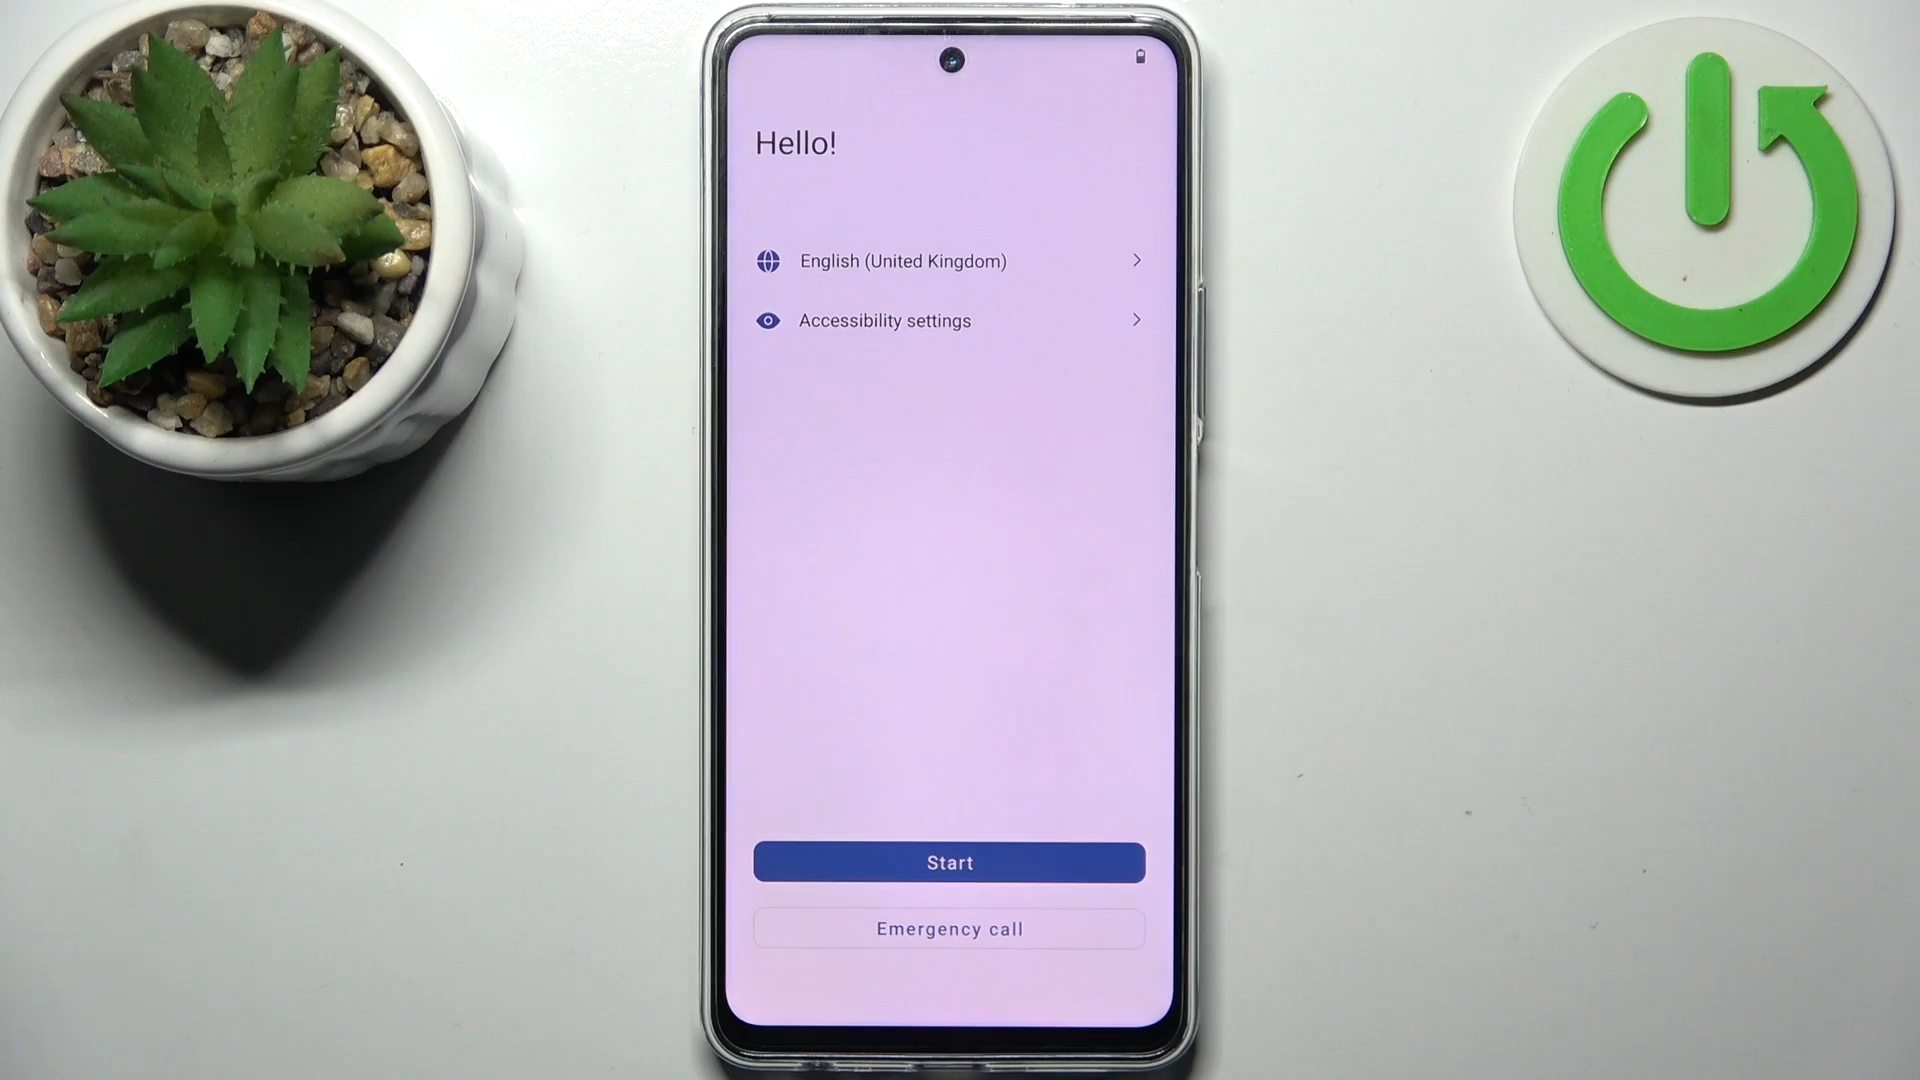 Hello!
English (United Kingdom)
Accessibility settings
Start
Emergency call